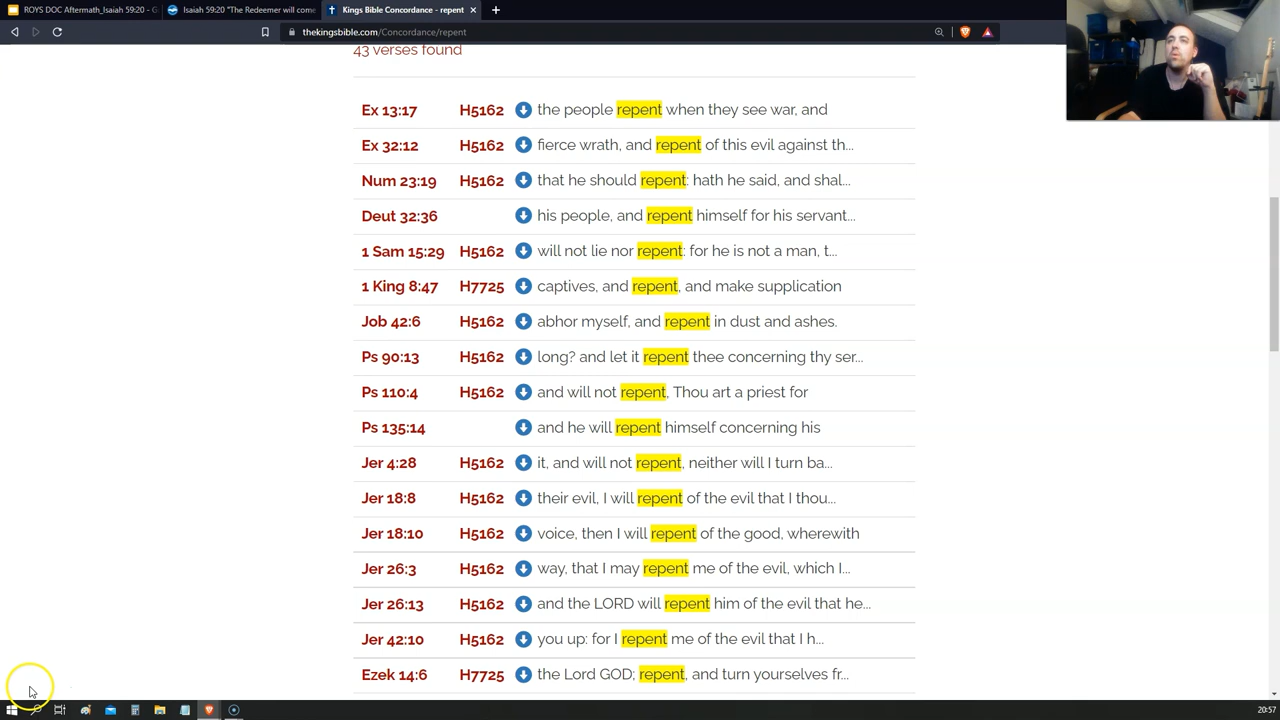 ROYS DOC Aftermath_Isaiah 59:20 - G
Isaiah 59:20 "The Redeemer will come
Kings Bible Concordance - repent
thekingsbible.com/Concordance/repent
43 verses found
Ex 13:17 H5162 the people repent when they see war, and
Ex 32:12 H5162 fierce wrath, and repent of this evil against th...
Num 23:19 H5162 that he should repent: hath he said, and shal...
Deut 32:36 his people, and repent himself for his servant...
1 Sam 15:29 H5162 will not lie nor repent: for he is not a man, t...
1 King 8:47 H7725 captives, and repent, and make supplication
Job 42:6 H5162 abhor myself, and repent in dust and ashes.
Ps 90:13 H5162 long? and let it repent thee concerning thy ser...
Ps 110:4 H5162 and will not repent, Thou art a priest for
Ps 135:14 and he will repent himself concerning his
Jer 4:28 H5162 it, and will not repent, neither will I turn ba...
Jer 18:8 H5162 their evil, I will repent of the evil that I thou...
Jer 18:10 H5162 voice, then I will repent of the good, wherewith
Jer 26:3 H5162 way, that I may repent me of the evil, which I...
Jer 26:13 H5162 and the LORD will repent him of the evil that he...
Jer 42:10 H5162 you up: for I repent me of the evil that I h...
Ezek 14:6 H7725 the Lord GOD; repent, and turn yourselves fr...
20:57